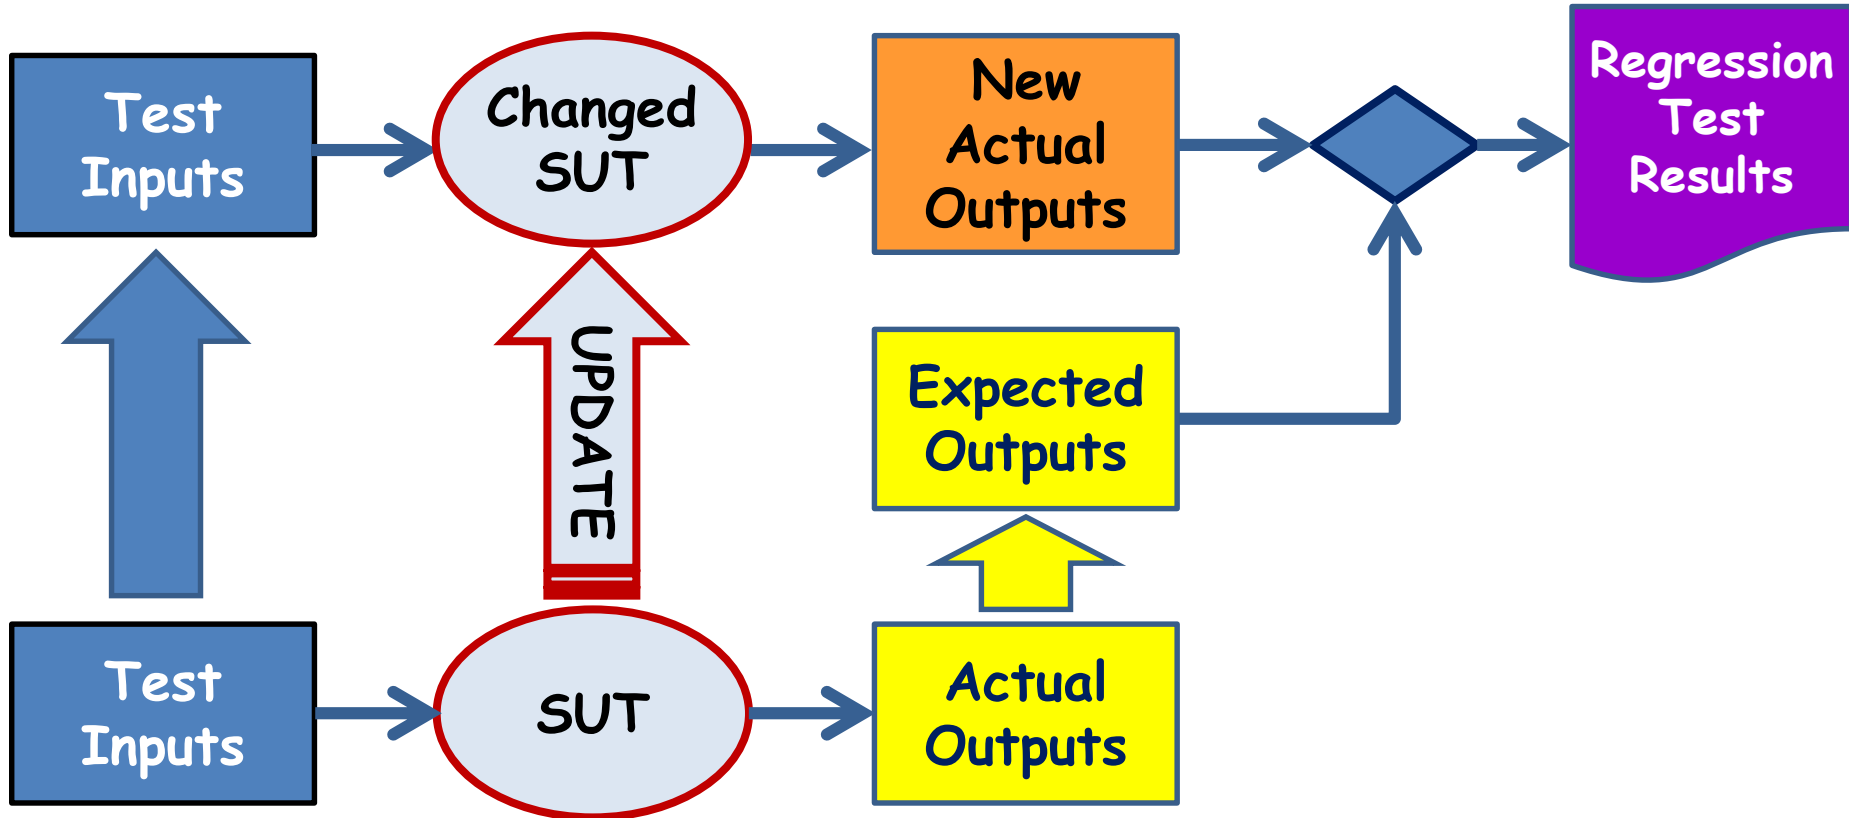 Test
Inputs
Changed
SUT
New
Actual
Outputs
Regression
Test
Results
UPDATE
Expected
Outputs
Test
Inputs
SUT
Actual
Outputs